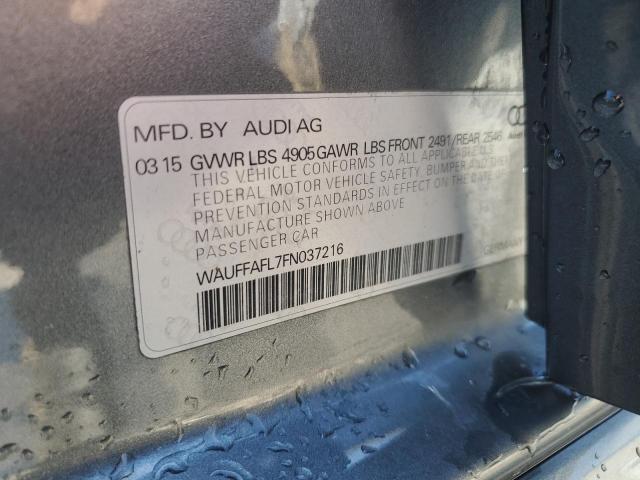 MFD. BY AUDI AG
03 15 GVWR LBS 4905 GAWR LBS FRONT 2491/REAR 2546
THIS VEHICLE CONFORMS TO ALL APPLICABLE
FEDERAL MOTOR VEHICLE SAFETY, BUMPER AND THEFT
PREVENTION STANDARDS IN EFFECT ON THE DATE OF
MANUFACTURE SHOWN ABOVE
PASSENGER CAR
WAUFFAFL7FN037216
GERMANY